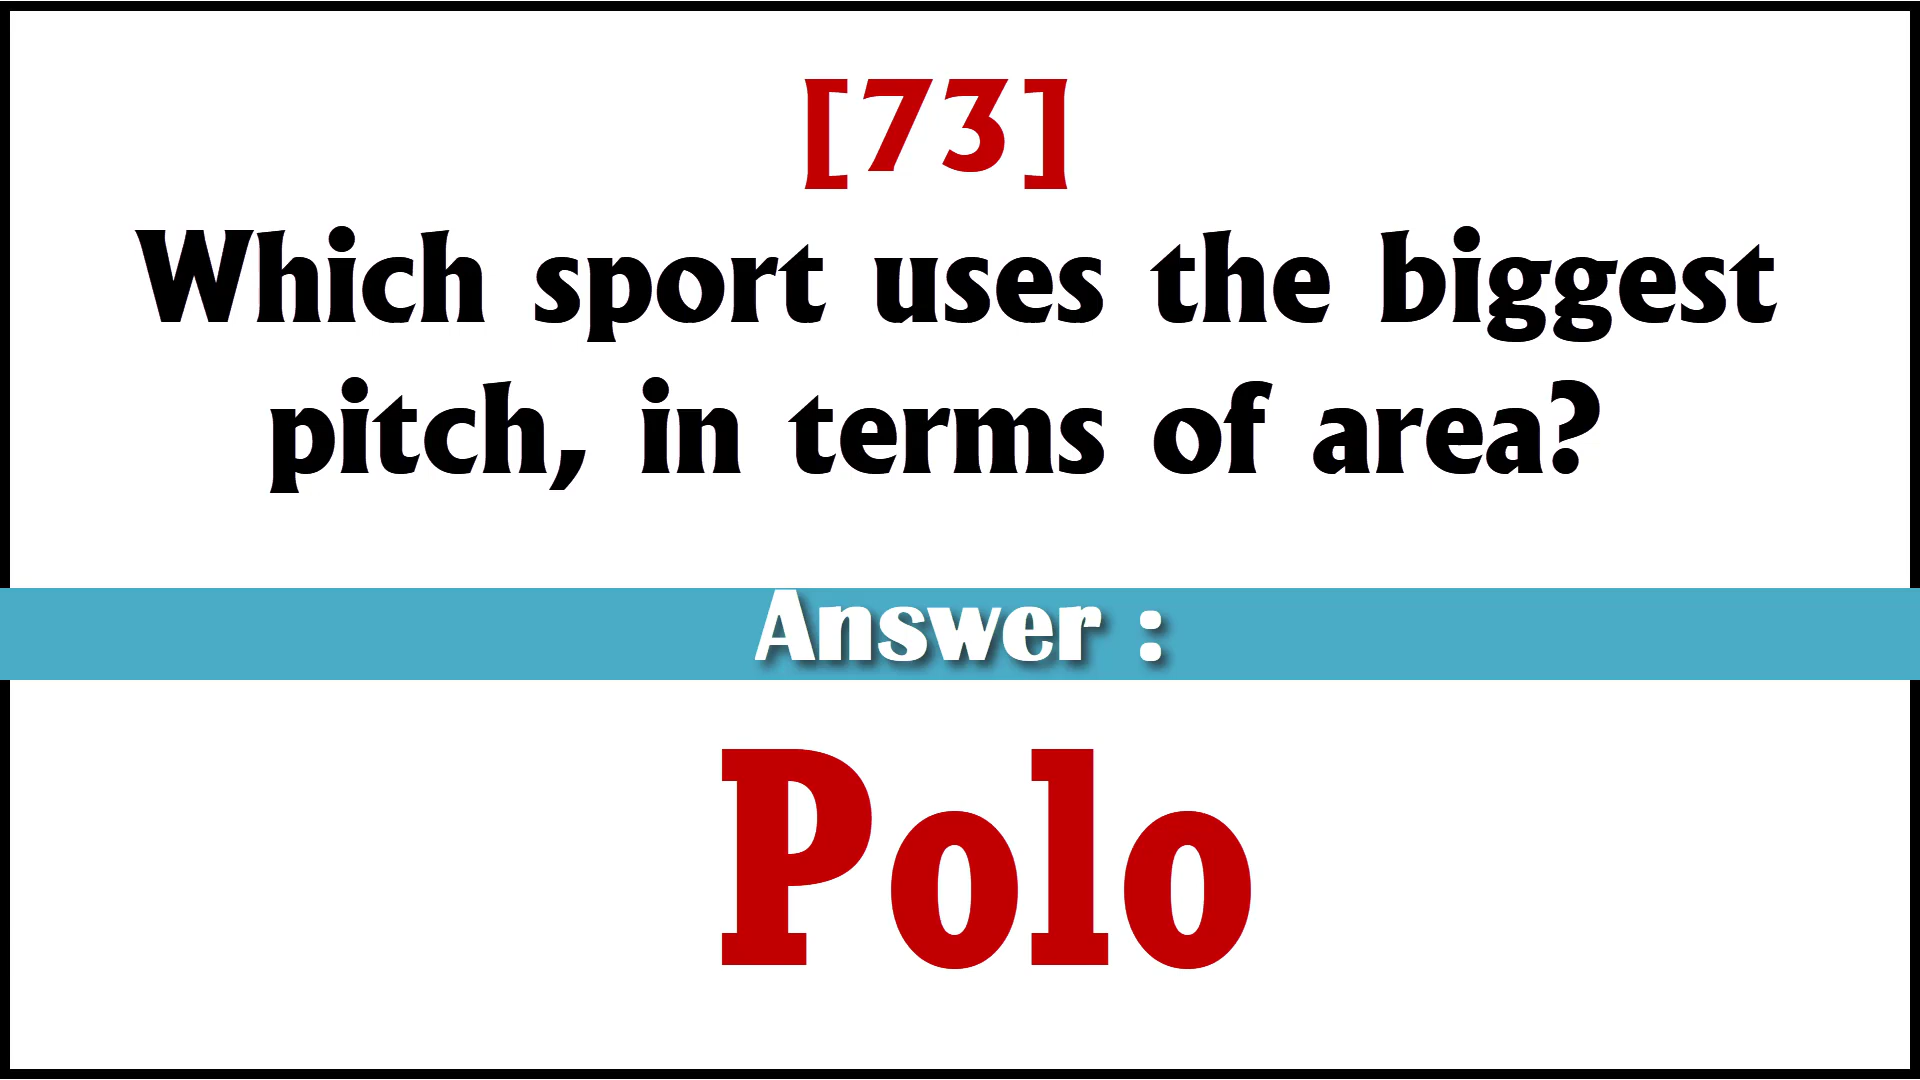 [73]
Which sport uses the biggest
pitch, in terms of area?
Answer :
Polo